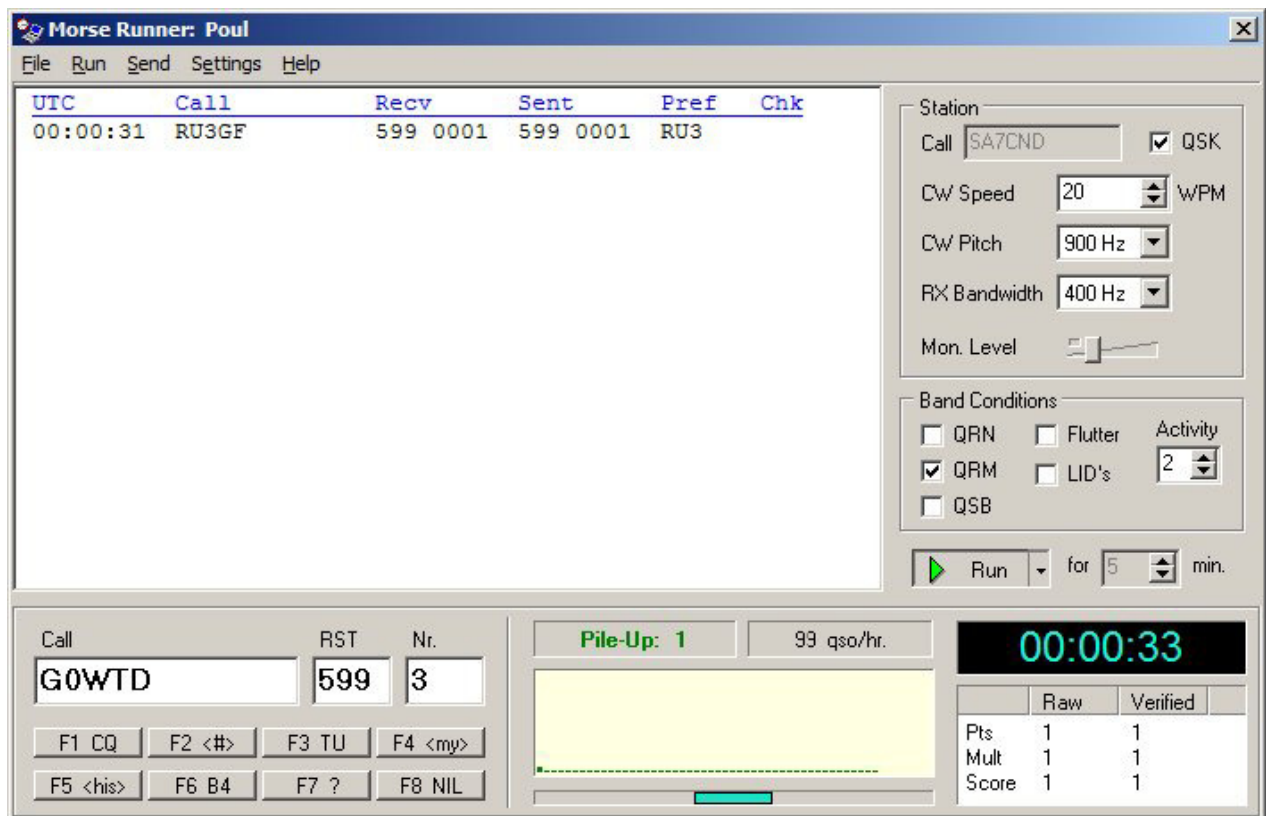 Morse Runner: Poul
File Run Send Settings Help
UTC Call Recv Sent Pref Chk
00:00:31 RU3GF 599 0001 599 0001 RU3
Station
Call SA7CND QSK
CW Speed 20 WPM
CW Pitch 900 Hz
RX Bandwidth 400 Hz
Mon. Level
Band Conditions
QRN Flutter Activity
QRM LID's 2
QSB
Run for 5 min.
Call RST Nr.
G0WTD 599 3
F1 CQ F2 <#> F3 TU F4 <my>
F5 <his> F6 B4 F7 ? F8 NIL
Pile-Up: 1 99 qso/hr.
00:00:33
Raw Verified
Pts 1 1
Mult 1 1
Score 1 1